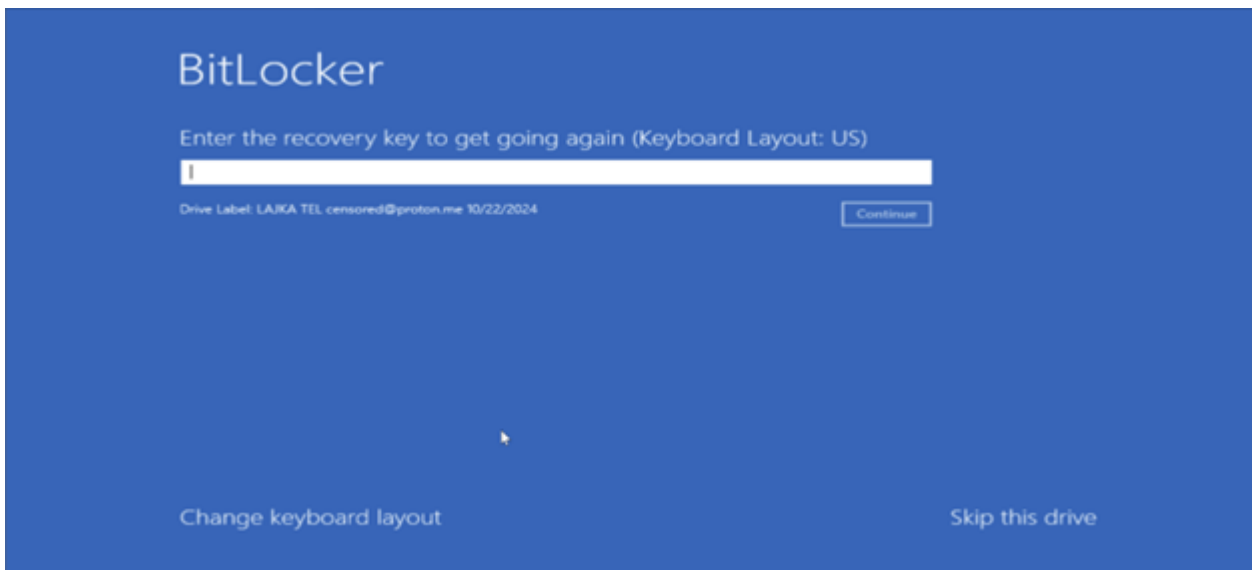 BitLocker
Enter the recovery key to get going again (Keyboard Layout: US)
Drive Label: LAJKA TEL censored@proton.me 10/22/2024
Continue
Change keyboard layout
Skip this drive